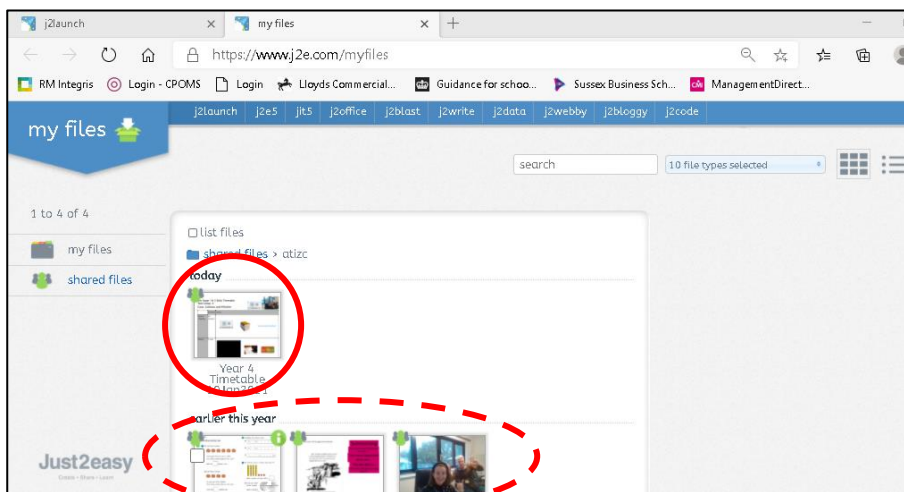 j2launch
my files
https://www.j2e.com/myfiles
RM Integris Login - CPOMS Login Lloyds Commercial... Guidance for schoo... Sussex Business Sch... ManagementDirect...
j2launch j2e5 jit5 j2office j2blast j2write j2data j2webby j2bloggy j2code
my files
search
10 file types selected
1 to 4 of 4
my files
shared files
list files
shared files > atizc
today
Year 4
Timetable
earlier this year
Just2easy
Create - Share - Learn